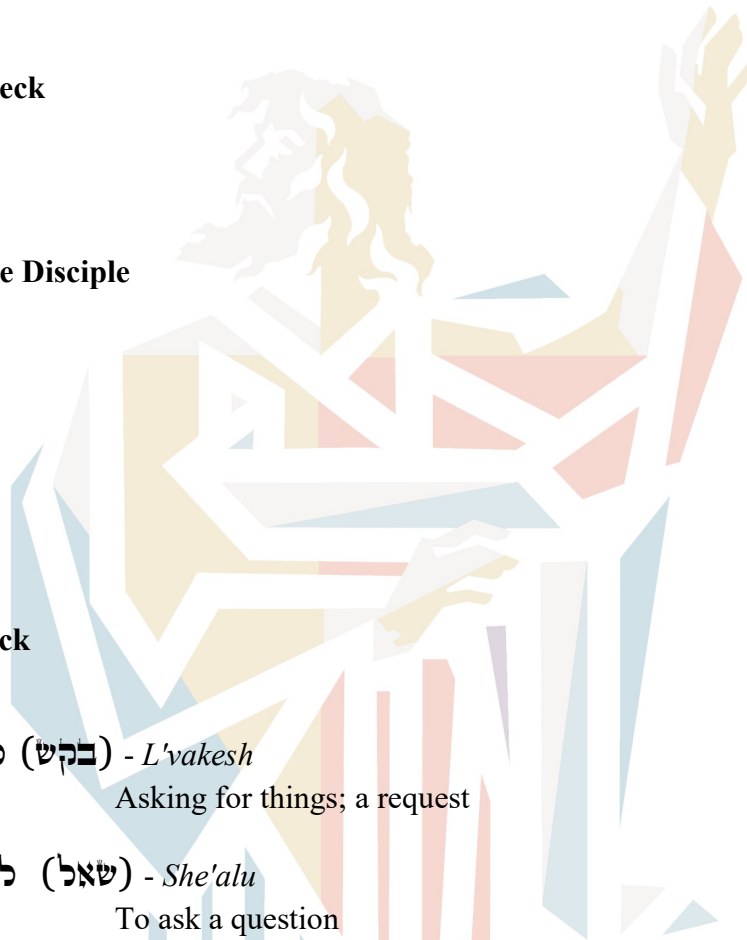 eck
e Disciple
ck
(בקש) - L'vakesh
Asking for things; a request
(שאל) - She'alu
To ask a question